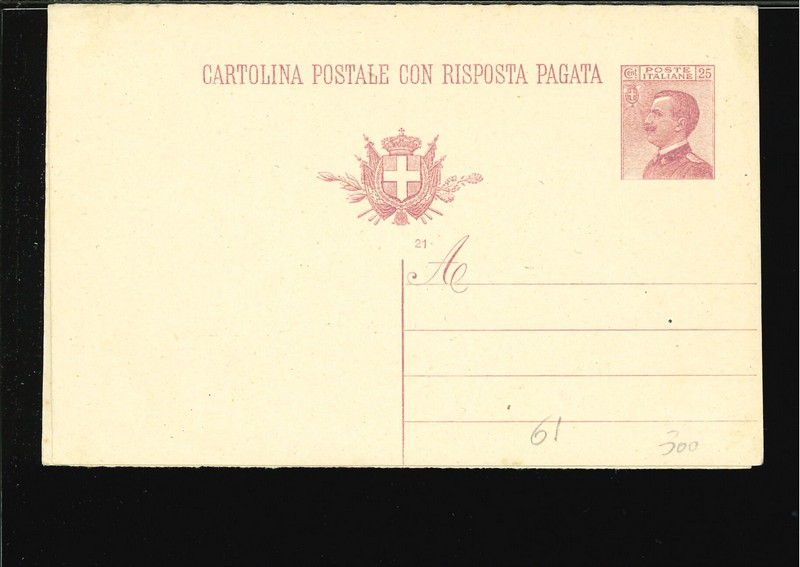 CARTOLINA POSTALE CON RISPOSTA PAGATA
Cent POSTE ITALIANE 25
21
A
61
300